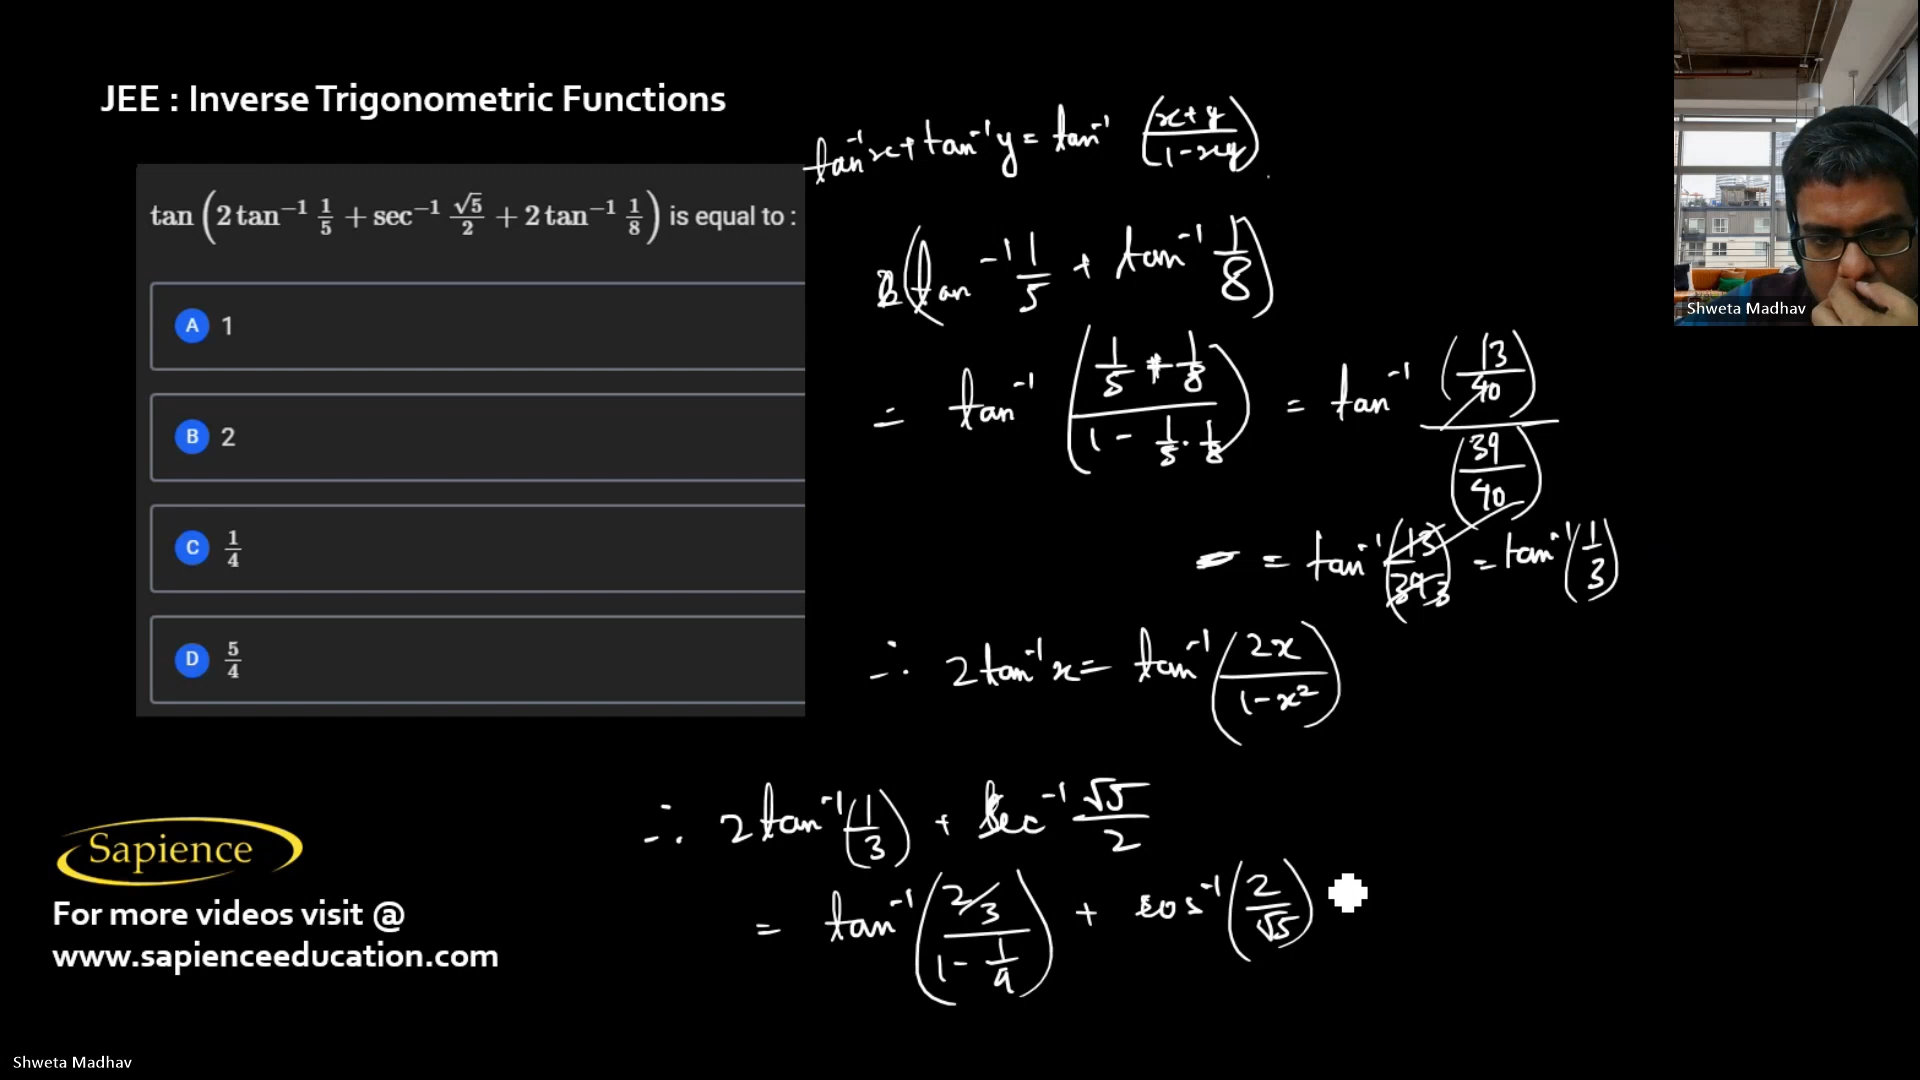 JEE : Inverse Trigonometric Functions
tan (2 tan⁻¹ 1/5 + sec⁻¹ √5/2 + 2 tan⁻¹ 1/8) is equal to :
A 1
B 2
C 1/4
D 5/4
tan⁻¹x + tan⁻¹y = tan⁻¹ (x+y / 1-xy)
2(tan⁻¹ 1/5 + tan⁻¹ 1/8)
= tan⁻¹ (1/5 + 1/8 / 1 - 1/5 · 1/8) = tan⁻¹ (13/40) / (39/40)
= tan⁻¹ (13/39 3) = tan⁻¹ (1/3)
∴ 2tan⁻¹x = tan⁻¹ (2x / 1-x²)
∴ 2tan⁻¹ (1/3) + sec⁻¹ √5/2
= tan⁻¹ (2/3 / 1 - 1/9) + cos⁻¹ (2/√5)
Sapience
For more videos visit @
www.sapienceeducation.com
Shweta Madhav
Shweta Madhav